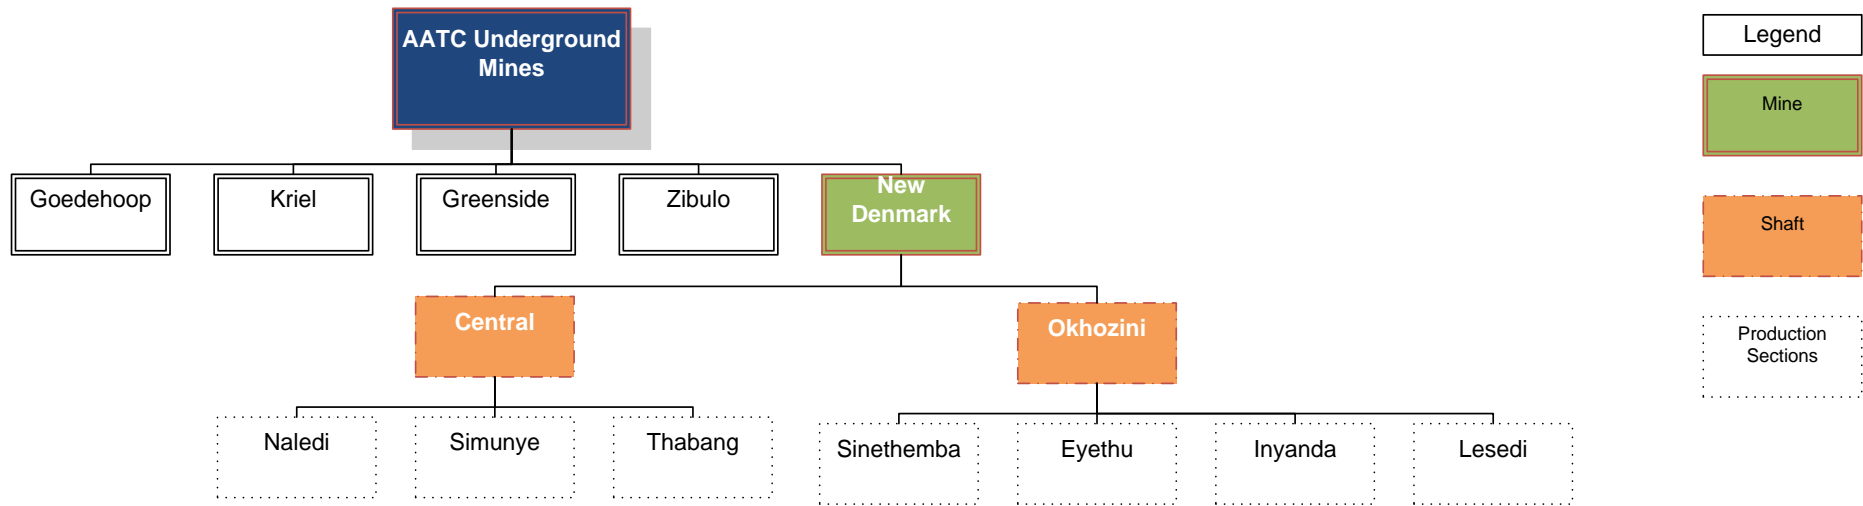 AATC Underground
Mines
Goedehoop
Kriel
Greenside
Zibulo
New
Denmark
Central
Okhozini
Naledi
Simunye
Thabang
Sinethemba
Eyethu
Inyanda
Lesedi
Legend
Mine
Shaft
Production
Sections